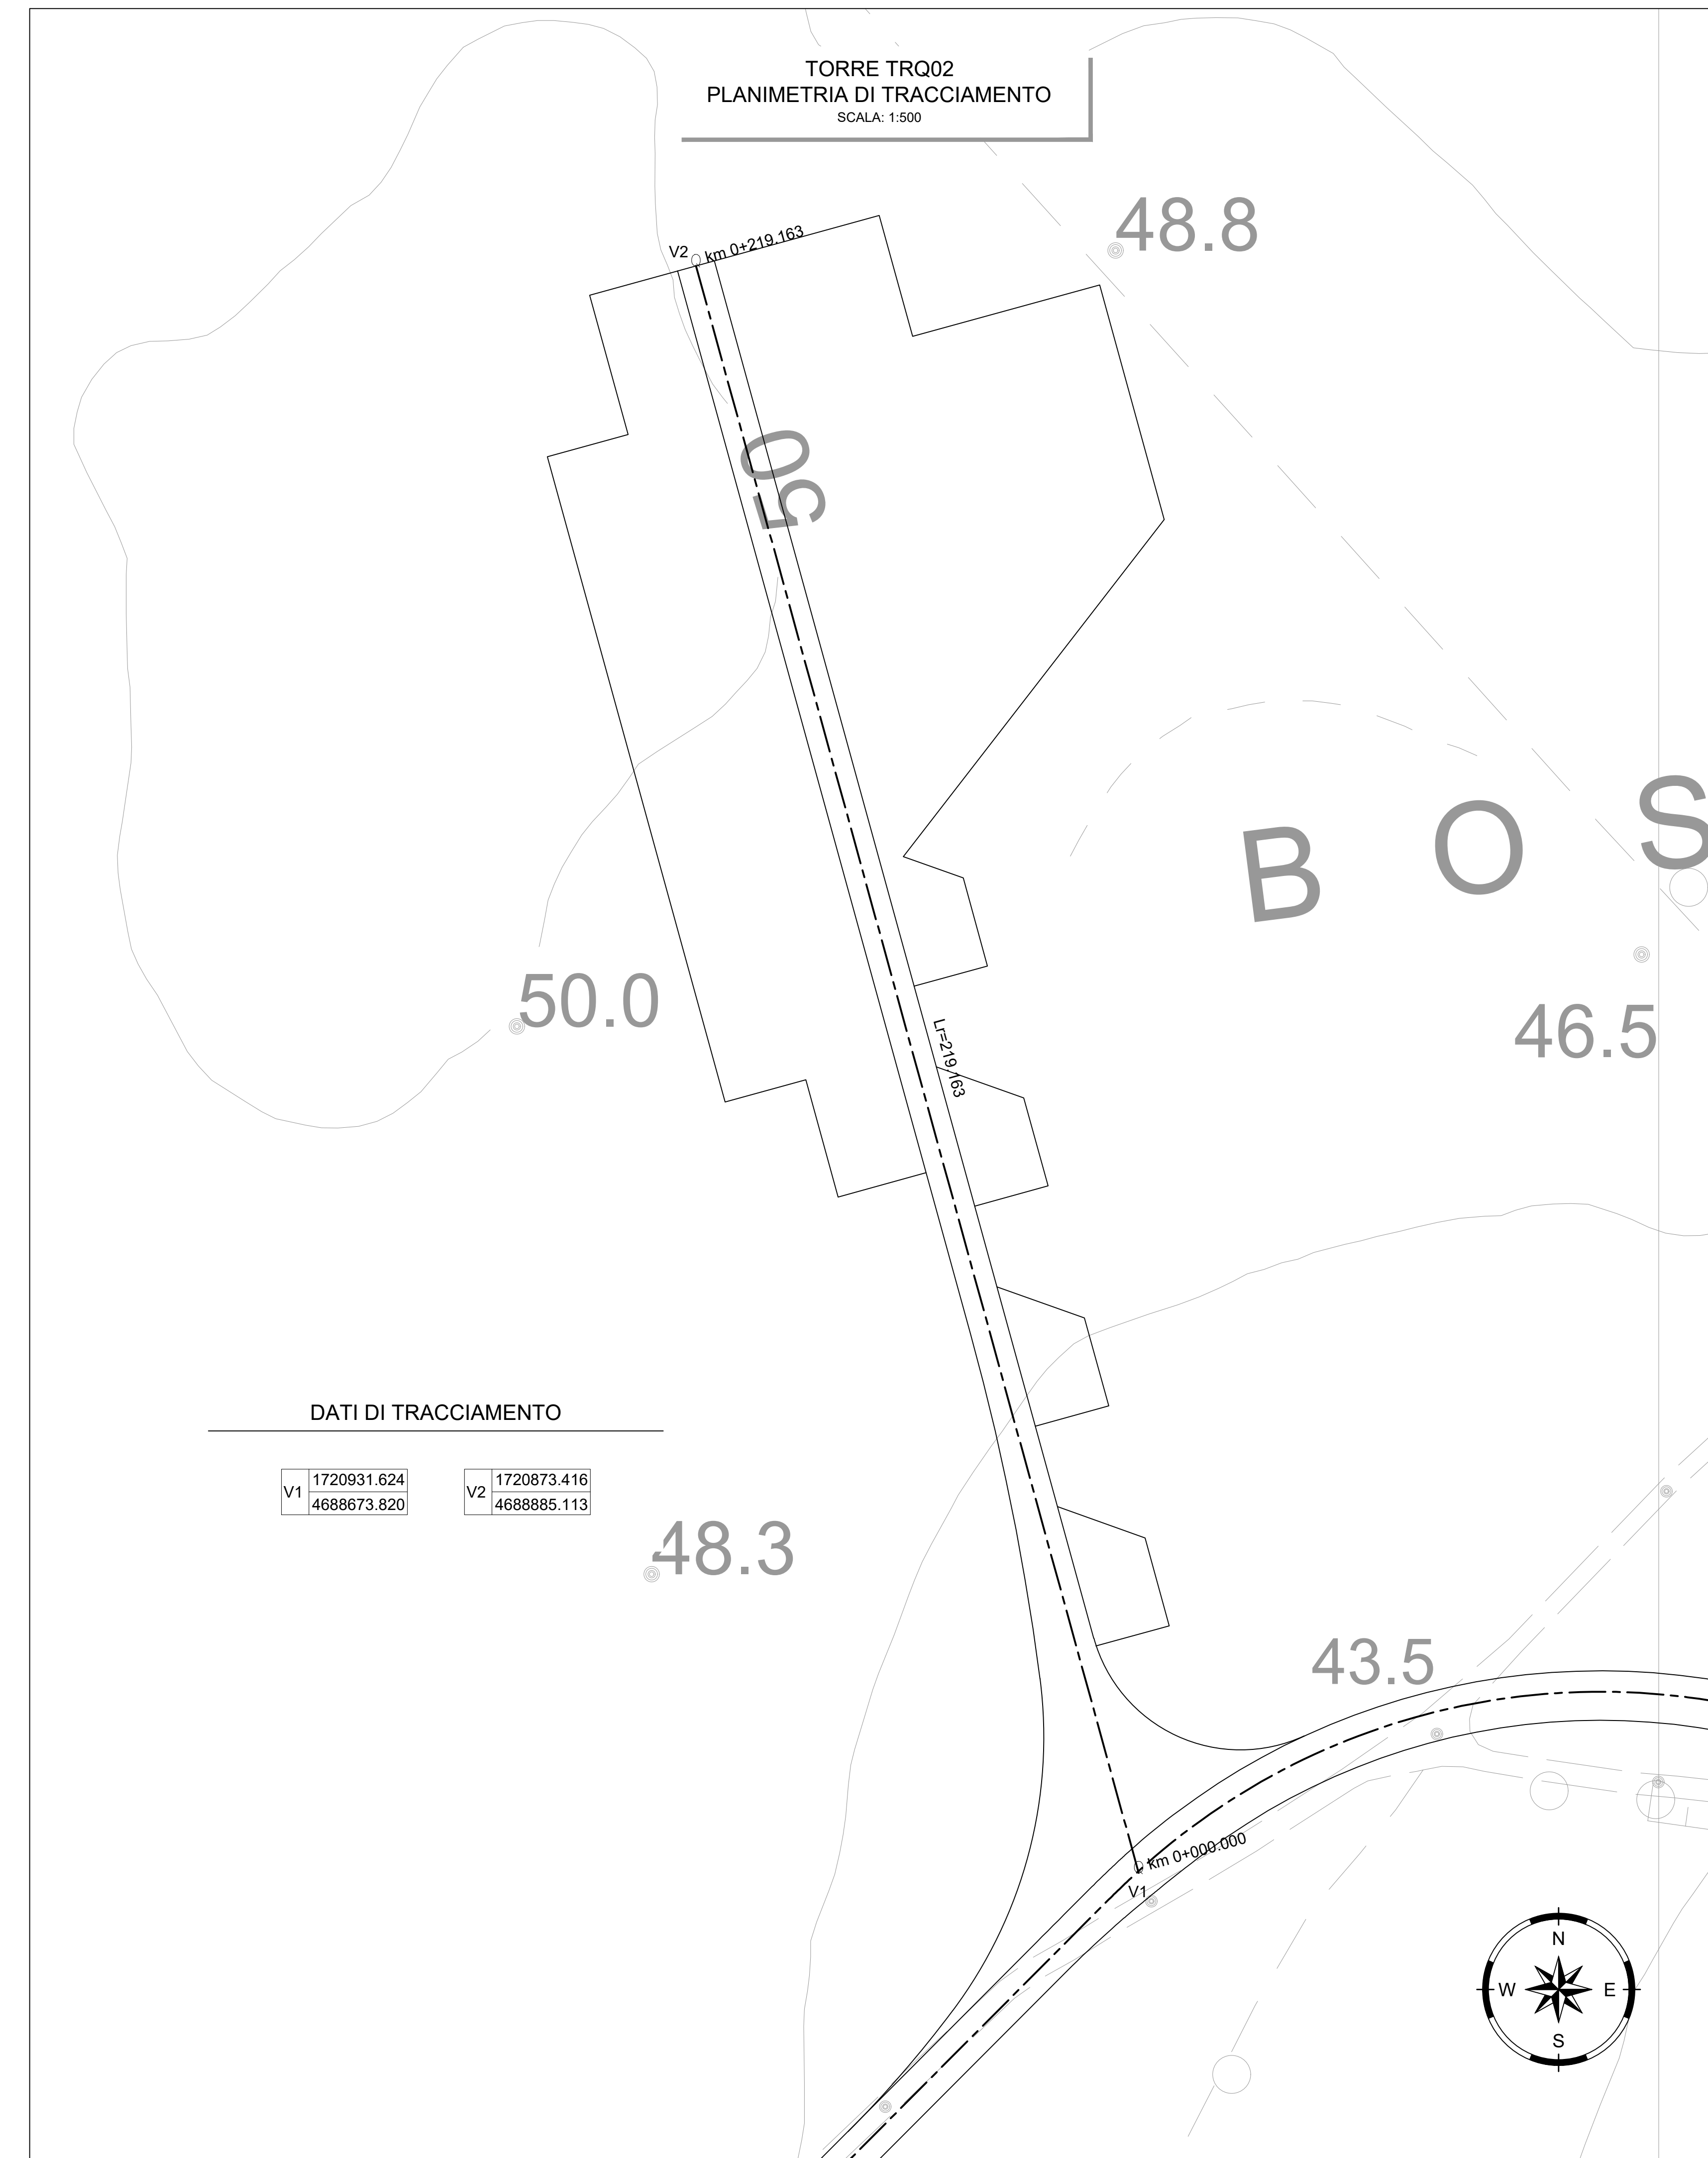 TORRE TRQ02
PLANIMETRIA DI TRACCIAMENTO
SCALA: 1:500
48.8
V2
km 0+219.163
50
B O S
50.0
46.5
Lr=219.163
DATI DI TRACCIAMENTO
V1
1720931.624
4688673.820
V2
1720873.416
4688885.113
48.3
43.5
km 0+000.000
V1
N
W E
S